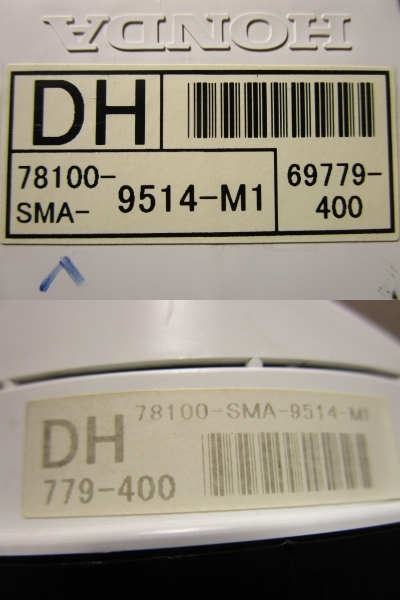 HONDA
DH
78100-
SMA- 9514-M1
69779-
400
DH 78100-SMA-9514-M1
779-400